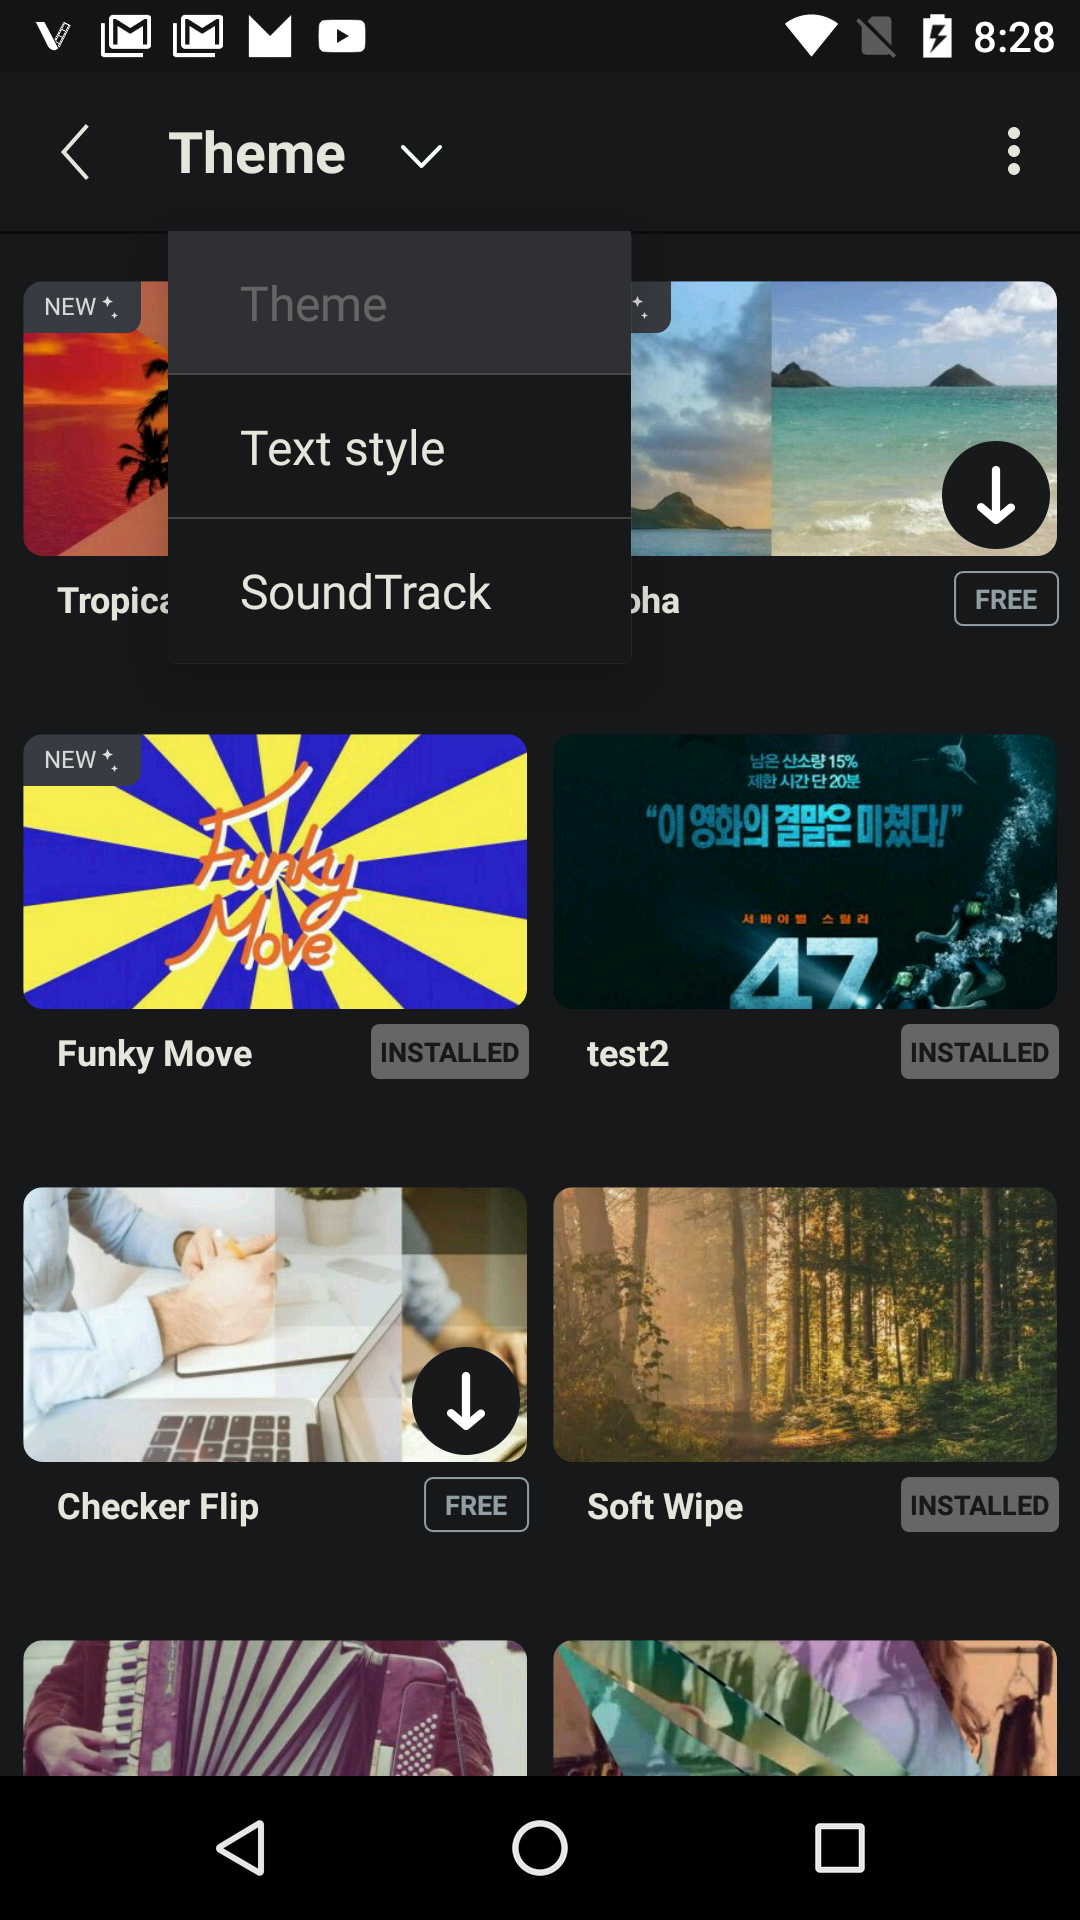 8:28
Theme
Theme
Text style
SoundTrack
NEW
FREE
NEW
Funky
Move
남은 산소량 15%
제한 시간 단 20분
“이 영화의 결말은 미쳤다!”
서바이벌 스릴러
47
Funky Move
INSTALLED
test2
INSTALLED
Checker Flip
FREE
Soft Wipe
INSTALLED